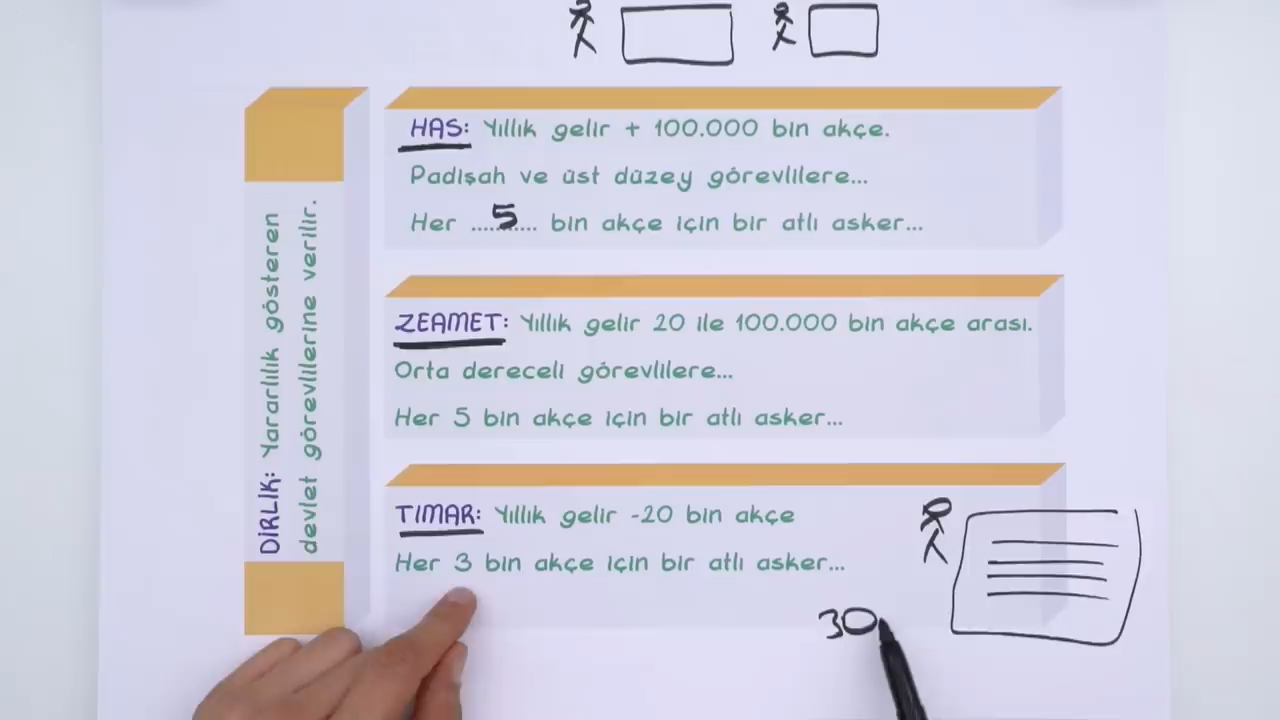 DİRLİK: Yararlılık gösteren
devlet görevlilerine verilir.
HAS: Yıllık gelir + 100.000 bin akçe.
Padişah ve üst düzey görevlilere...
Her .....5..... bin akçe için bir atlı asker...
ZEAMET: Yıllık gelir 20 ile 100.000 bin akçe arası.
Orta dereceli görevlilere...
Her 5 bin akçe için bir atlı asker...
TIMAR: Yıllık gelir -20 bin akçe
Her 3 bin akçe için bir atlı asker...
30